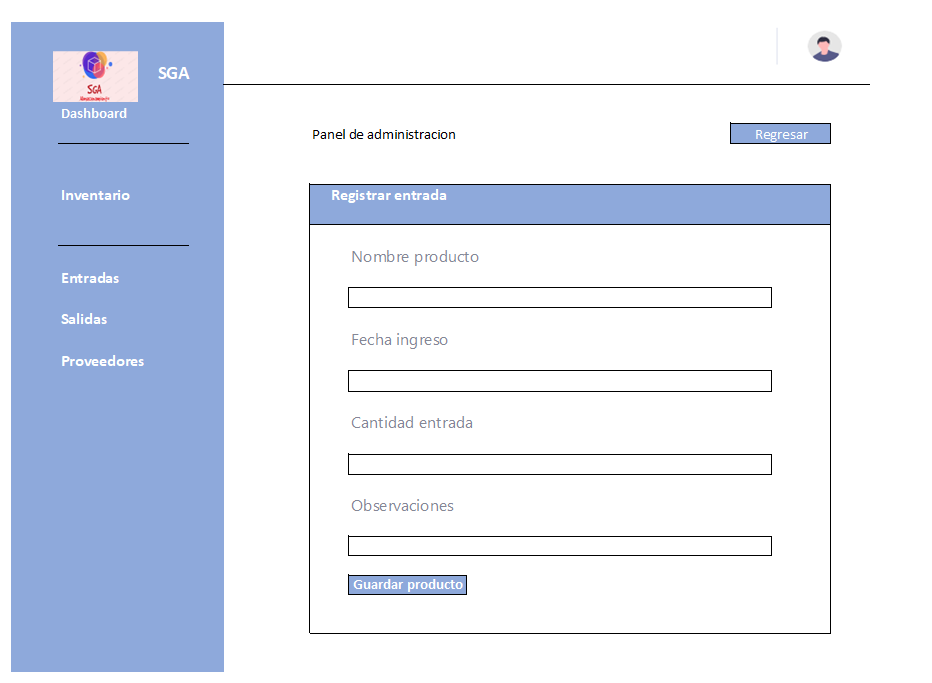 SGA
SGA
Dashboard
Panel de administracion
Regresar
Inventario
Registrar entrada
Nombre producto
Entradas
Salidas
Fecha ingreso
Proveedores
Cantidad entrada
Observaciones
Guardar producto